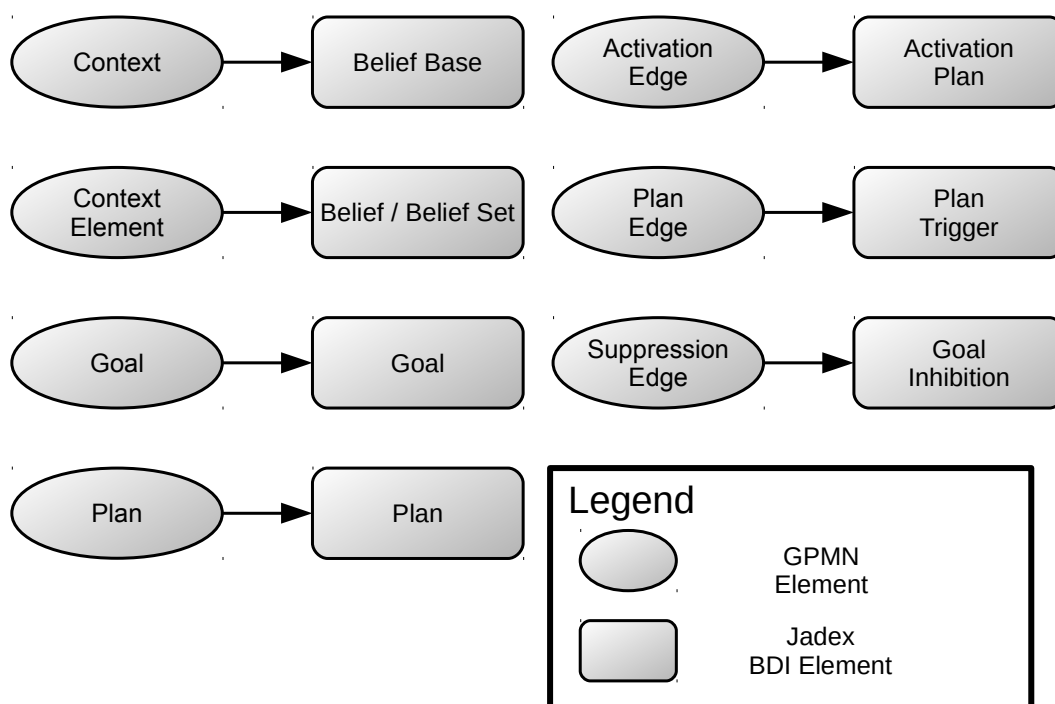 Context
Belief Base
Activation
Edge
Activation
Plan
Context
Element
Belief / Belief Set
Plan
Edge
Plan
Trigger
Goal
Goal
Suppression
Edge
Goal
Inhibition
Plan
Plan
Legend
GPMN
Element
Jadex
BDI Element